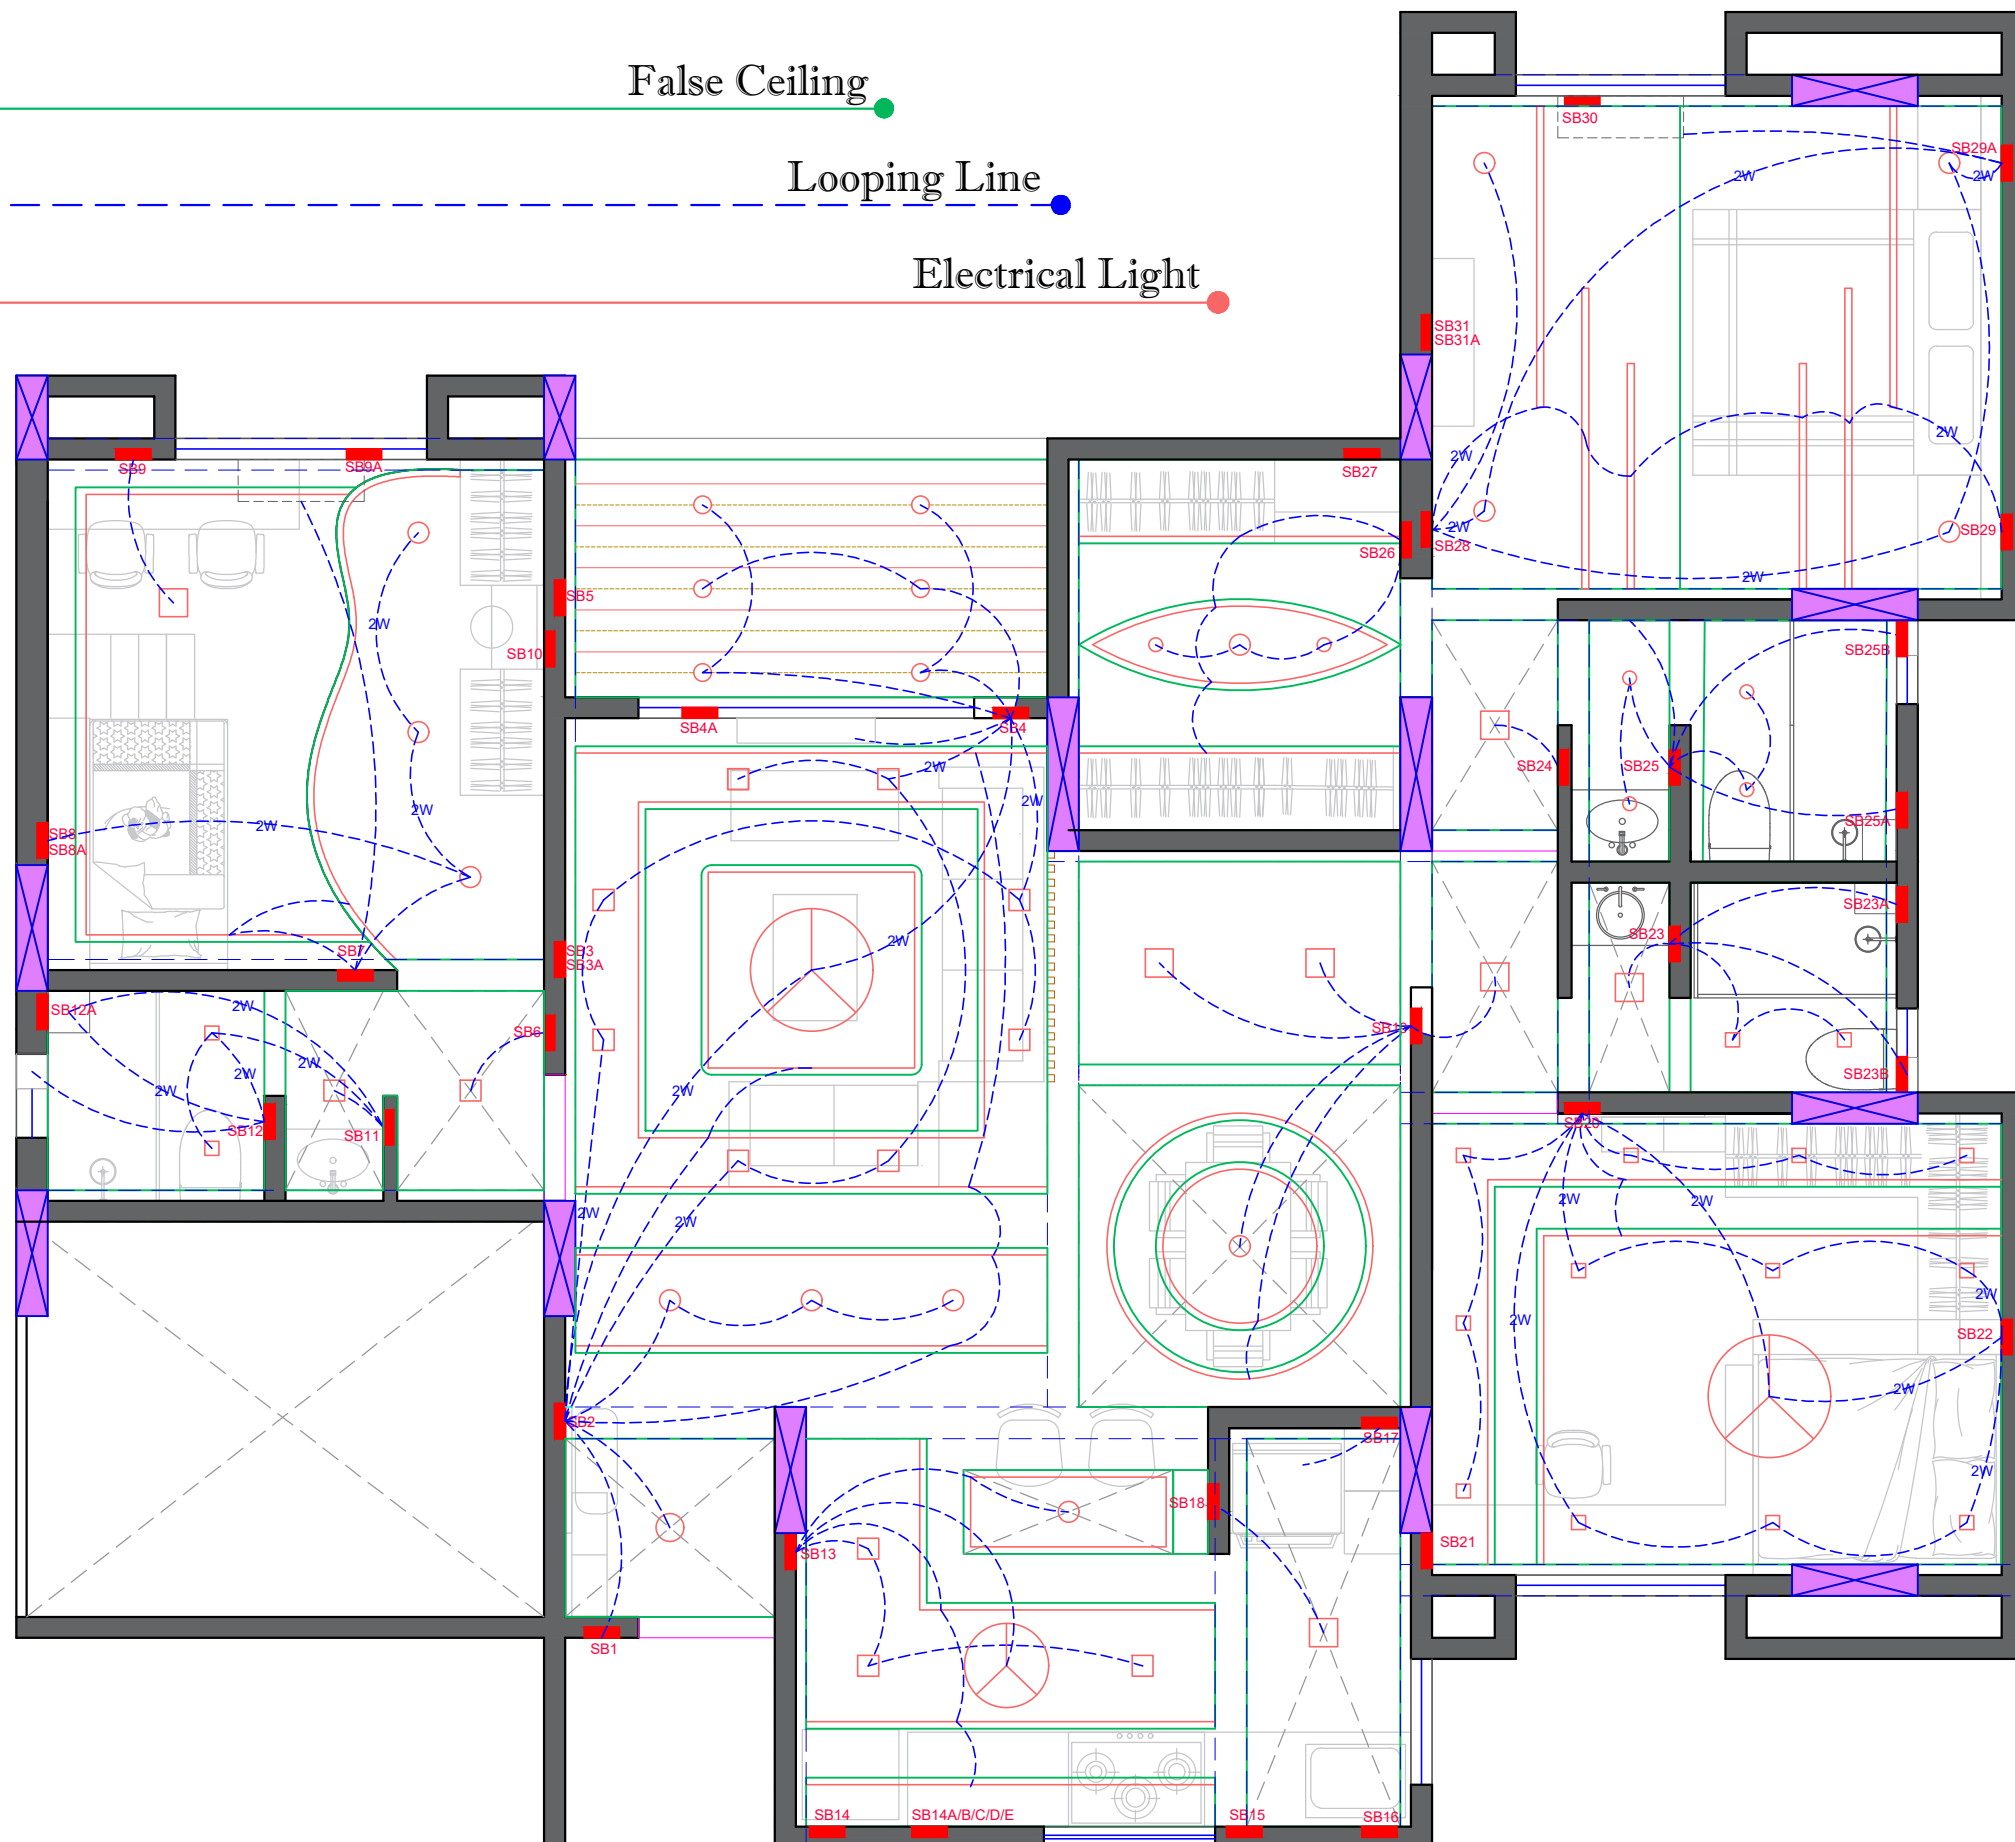 False Ceiling
Looping Line
Electrical Light
SB30
SB29A
2W
2W
SB31
SB31A
2W
2W
2W
SB28
SB29
2W
SB27
SB26
SB9
SB9A
SB5
2W
SB10
SB4A
SB4
2W
2W
2W
SB8
SB8A
2W
SB7
SB3
SB3A
2W
SB25B
SB24
SB25
SB25A
SB23A
SB23
SB23B
SB19
SB12A
2W
SB6
2W
2W
2W
SB12
SB11
2W
2W
2W
SB20
2W
2W
2W
2W
SB22
2W
2W
SB2
SB17
SB18
SB13
SB21
SB1
SB14
SB14A/B/C/D/E
SB15
SB16